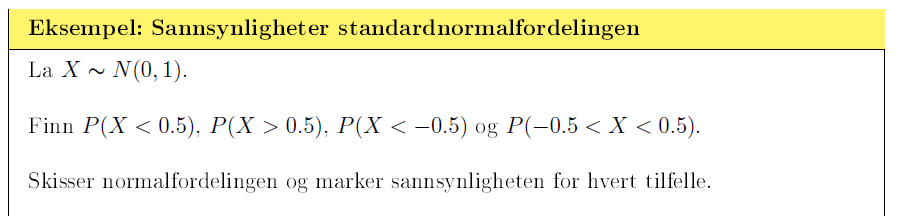 Eksempel: Sannsynligheter standardnormalfordelingen
La X ∼ N(0, 1).
Finn P(X < 0.5), P(X > 0.5), P(X < −0.5) og P(−0.5 < X < 0.5).
Skisser normalfordelingen og marker sannsynligheten for hvert tilfelle.